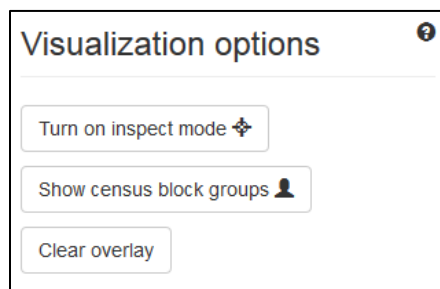 Visualization options
Turn on inspect mode
Show census block groups
Clear overlay